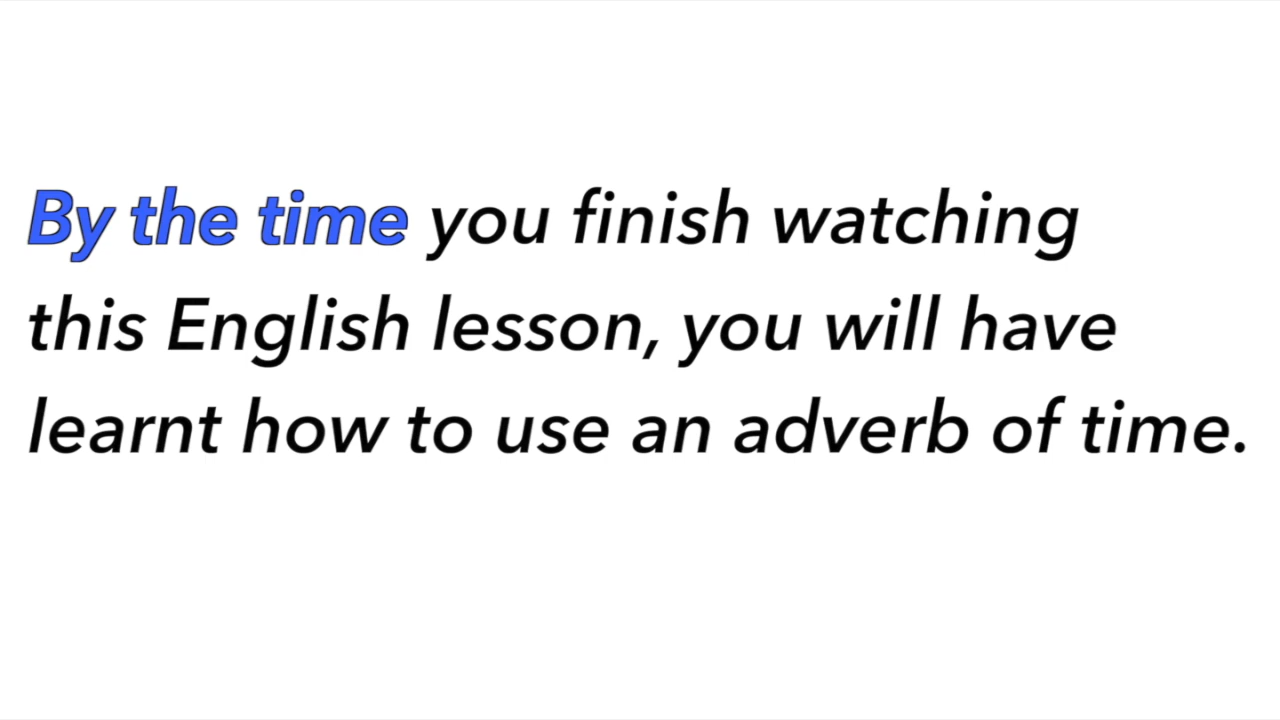 By the time you finish watching
this English lesson, you will have
learnt how to use an adverb of time.